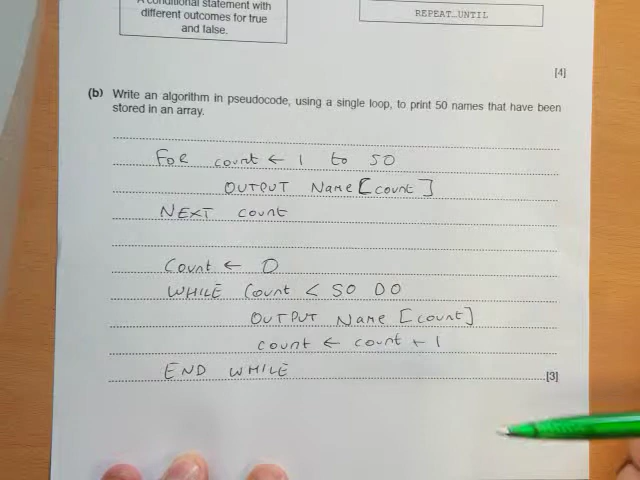 A conditional statement with
different outcomes for true
and false.
REPEAT…UNTIL
[4]
(b) Write an algorithm in pseudocode, using a single loop, to print 50 names that have been
stored in an array.
FOR count ← 1 to 50
OUTPUT Name[count]
NEXT count
Count ← 0
WHILE Count < 50 DO
OUTPUT Name[count]
count ← count + 1
END WHILE
[3]